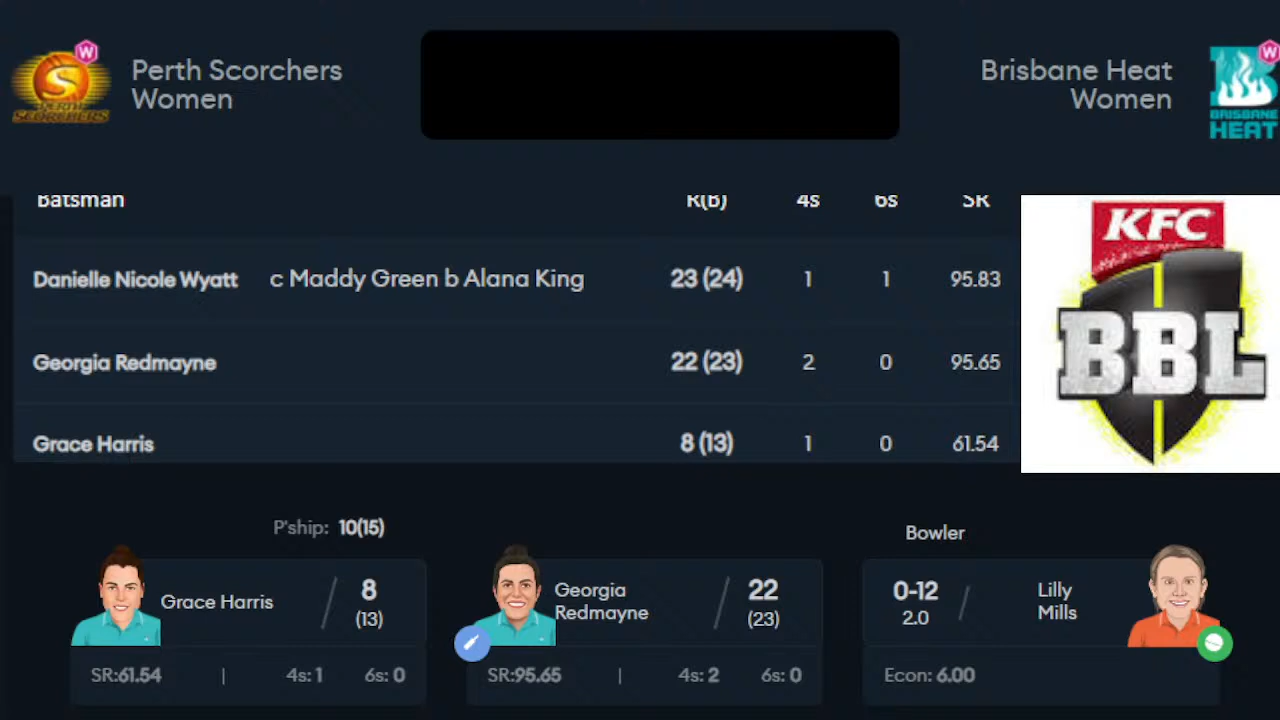 W
PERTH
SCORCHERS
Perth Scorchers
Women
Brisbane Heat
Women
W
BRISBANE
HEAT
Batsman R(B) 4s 6s SR
Danielle Nicole Wyatt c Maddy Green b Alana King 23 (24) 1 1 95.83
Georgia Redmayne 22 (23) 2 0 95.65
Grace Harris 8 (13) 1 0 61.54
KFC
BBL
P'ship: 10(15)
Grace Harris / 8
(13)
SR:61.54 | 4s: 1 6s: 0
Georgia
Redmayne / 22
(23)
SR:95.65 | 4s: 2 6s: 0
Bowler
0-12
2.0 / Lilly
Mills
Econ: 6.00